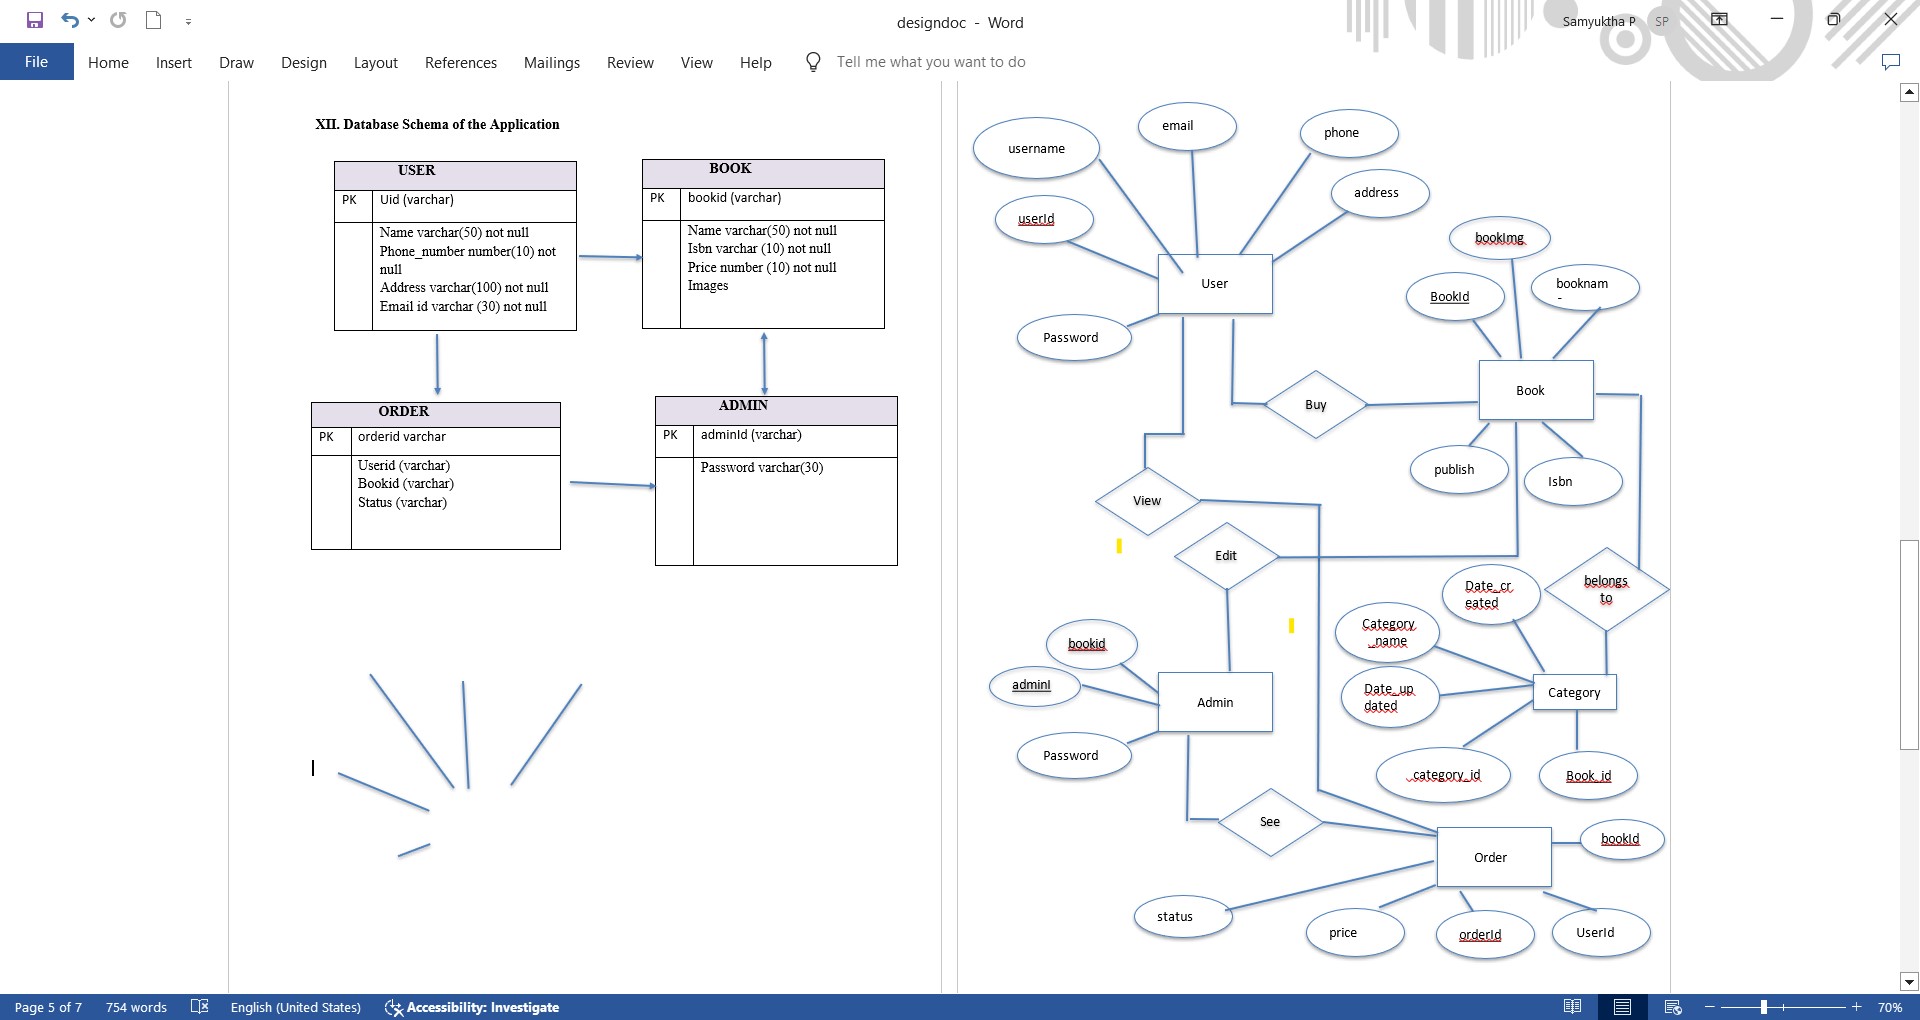 designdoc - Word
Samyuktha P
SP
File
Home
Insert
Draw
Design
Layout
References
Mailings
Review
View
Help
Tell me what you want to do
XII. Database Schema of the Application
USER
PK
Uid (varchar)
Name varchar(50) not null
Phone_number number(10) not
null
Address varchar(100) not null
Email id varchar (30) not null
BOOK
PK
bookid (varchar)
Name varchar(50) not null
Isbn varchar (10) not null
Price number (10) not null
Images
ORDER
PK
orderid varchar
Userid (varchar)
Bookid (varchar)
Status (varchar)
ADMIN
PK
adminId (varchar)
Password varchar(30)
username
email
phone
address
userId
User
Password
bookImg
BookId
booknam
Book
Buy
publish
Isbn
View
Edit
belongs
to
Date_cr
eated
Category
_name
Date_up
dated
Category
category_id
Book_id
bookid
adminI
Admin
Password
See
Order
bookId
status
price
orderId
UserId
Page 5 of 7
754 words
English (United States)
Accessibility: Investigate
70%